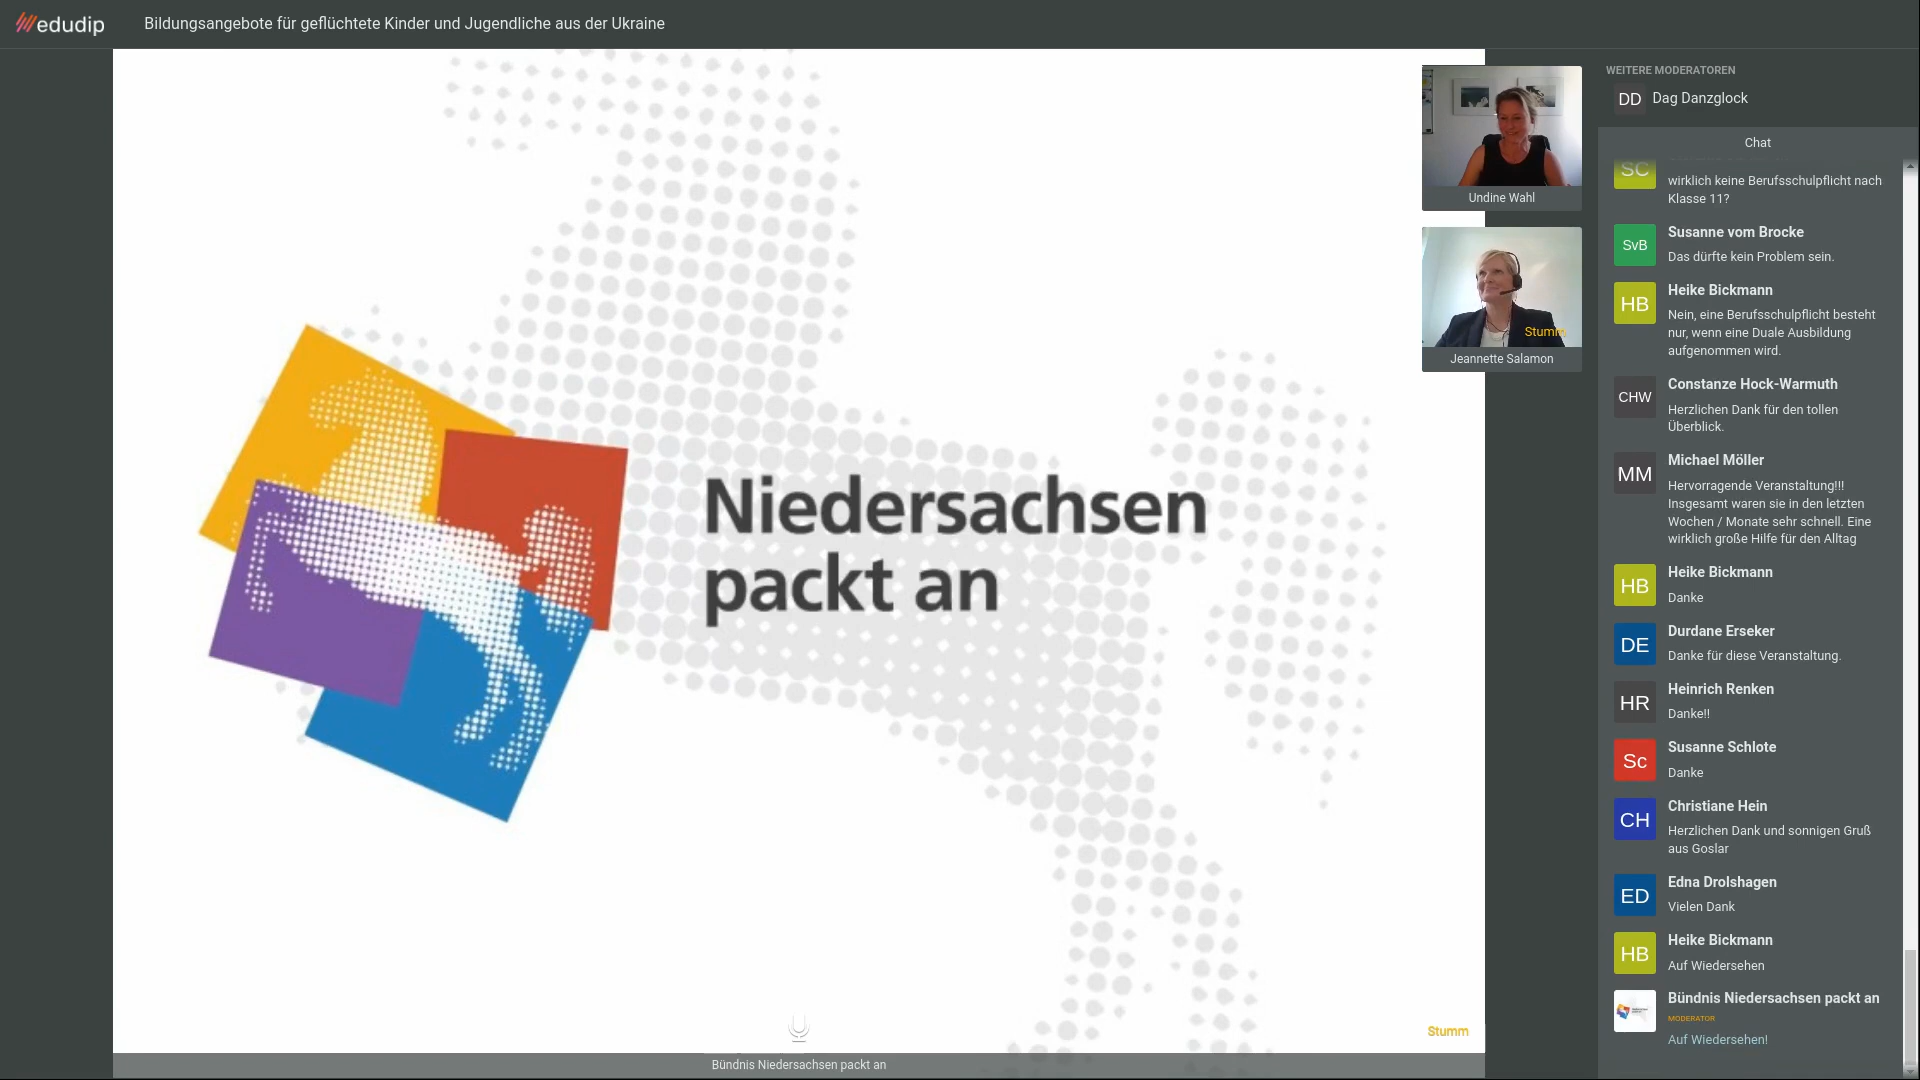 edudip
Bildungsangebote für geflüchtete Kinder und Jugendliche aus der Ukraine
Niedersachsen
packt an
Stumm
Bündnis Niedersachsen packt an
Undine Wahl
Stumm
Jeannette Salamon
WEITERE MODERATOREN
DD Dag Danzglock
Chat
SC
wirklich keine Berufsschulpflicht nach
Klasse 11?
SvB Susanne vom Brocke
Das dürfte kein Problem sein.
HB Heike Bickmann
Nein, eine Berufsschulpflicht besteht
nur, wenn eine Duale Ausbildung
aufgenommen wird.
CHW Constanze Hock-Warmuth
Herzlichen Dank für den tollen
Überblick.
MM Michael Möller
Hervorragende Veranstaltung!!!
Insgesamt waren sie in den letzten
Wochen / Monate sehr schnell. Eine
wirklich große Hilfe für den Alltag
HB Heike Bickmann
Danke
DE Durdane Erseker
Danke für diese Veranstaltung.
HR Heinrich Renken
Danke!!
Sc Susanne Schlote
Danke
CH Christiane Hein
Herzlichen Dank und sonnigen Gruß
aus Goslar
ED Edna Drolshagen
Vielen Dank
HB Heike Bickmann
Auf Wiedersehen
Bündnis Niedersachsen packt an
MODERATOR
Auf Wiedersehen!